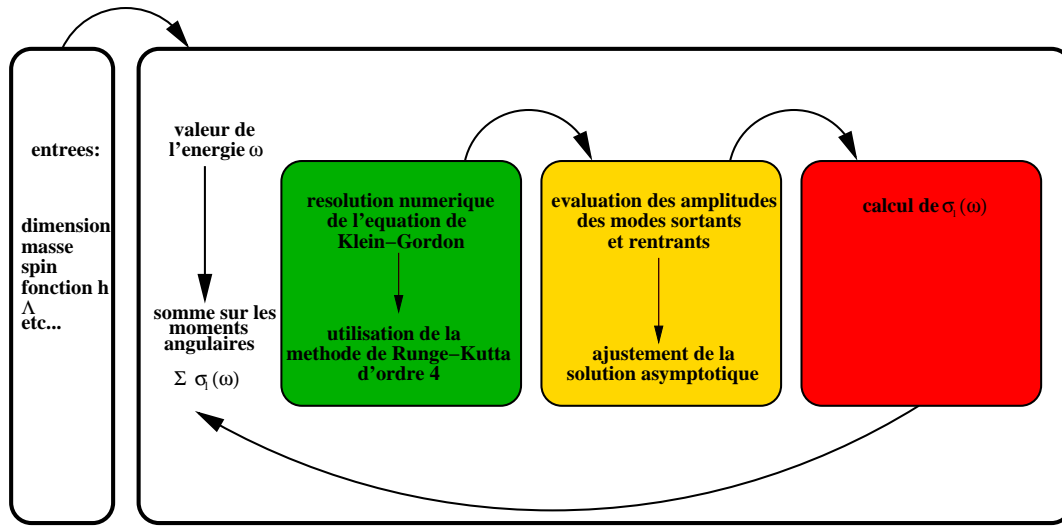 entrees:
dimension
masse
spin
fonction h
Λ
etc...
valeur de
l'energie ω
somme sur les
moments
angulaires
Σ σl(ω)
resolution numerique
de l'equation de
Klein−Gordon
utilisation de la
methode de Runge−Kutta
d'ordre 4
evaluation des amplitudes
des modes sortants
et rentrants
ajustement de la
solution asymptotique
calcul de σl(ω)